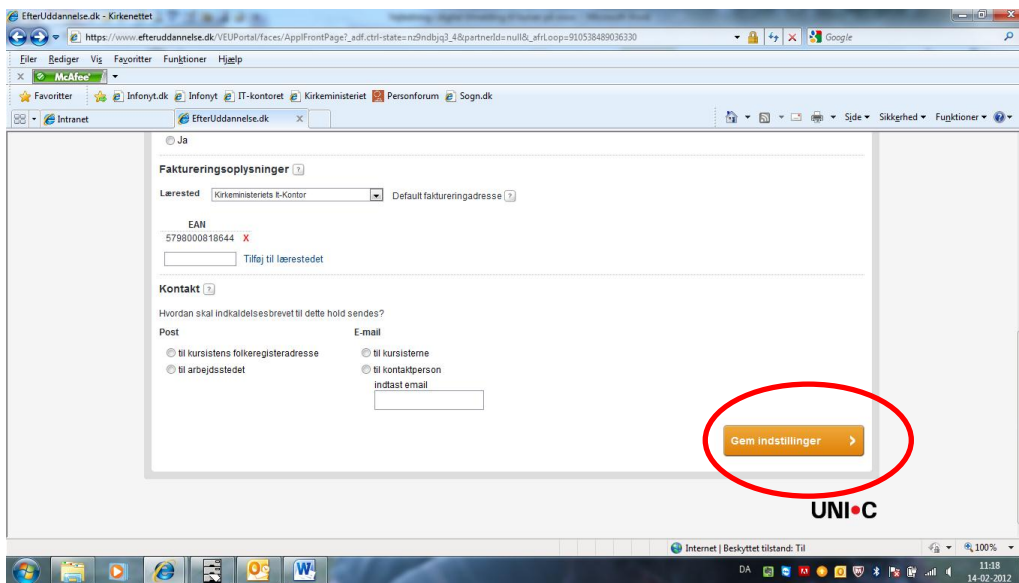 EfterUddannelse.dk - Kirkenettet
https://www.efteruddannelse.dk/VEUPortal/faces/ApplFrontPage?_adf.ctrl-state=nz9ndbjq3_4&partnerId=null&_afrLoop=910538489036330
Google
Filer Rediger Vis Favoritter Funktioner Hjælp
X McAfee
Favoritter Infonyt.dk Infonyt IT-kontoret Kirkeministeriet Personforum Sogn.dk
Intranet EfterUddannelse.dk X Side Sikkerhed Funktioner
Ja
Faktureringsoplysninger ?
Lærested Kirkeministeriets It-Kontor Default faktureringadresse ?
EAN
5798000818644 X
Tilføj til lærestedet
Kontakt ?
Hvordan skal indkaldelsesbrevet til dette hold sendes?
Post E-mail
til kursistens folkeregisteradresse til kursisterne
til arbejdsstedet til kontaktperson
indtast email
Gem indstillinger
UNI•C
Internet | Beskyttet tilstand: Til 100%
DA 11:18
14-02-2012